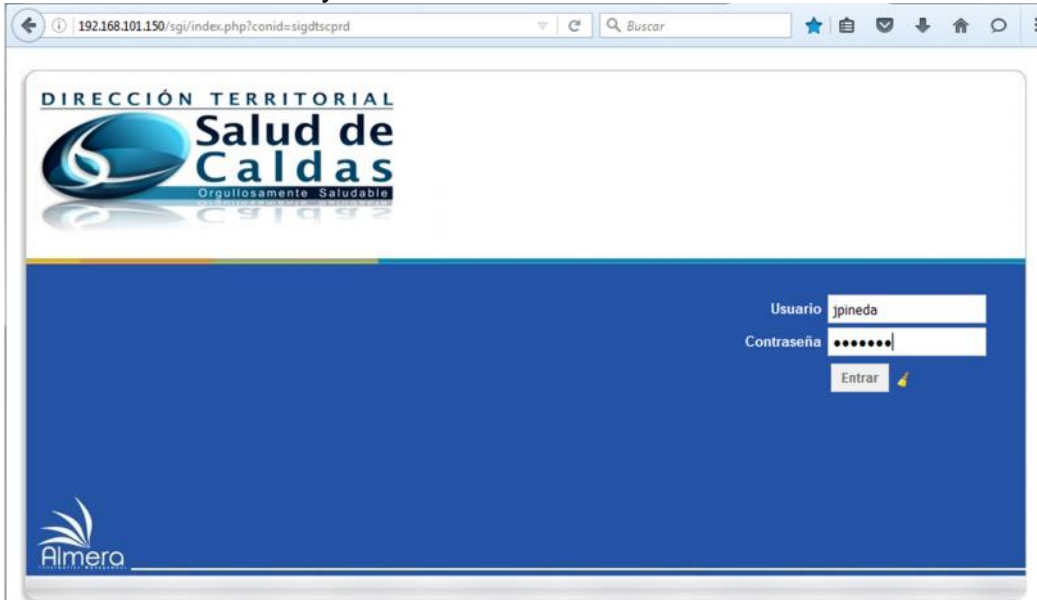 192.168.101.150/sgi/index.php?conid=sigdtscprd
Buscar
DIRECCIÓN TERRITORIAL
Salud de
Caldas
Orgullosamente Saludable
Usuario jpineda
Contraseña •••••••
Entrar
Almera